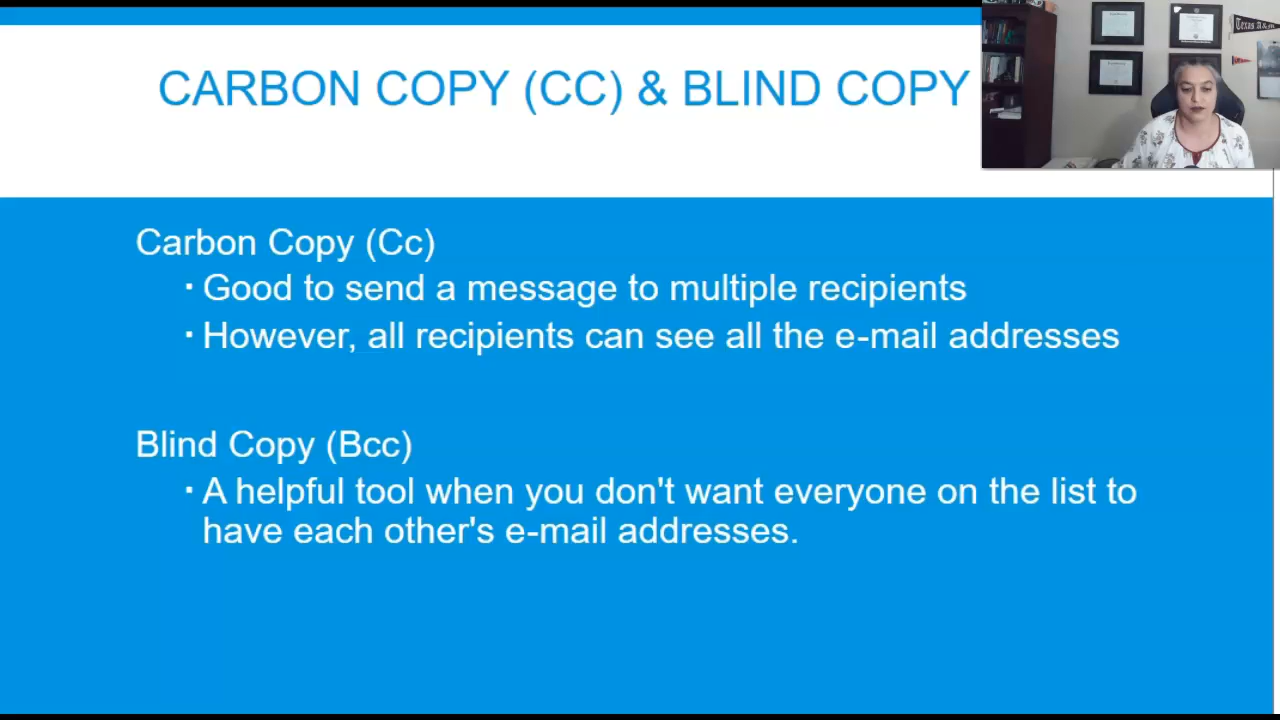 CARBON COPY (CC) & BLIND COPY
Texas A&M
Carbon Copy (Cc)
▪ Good to send a message to multiple recipients
▪ However, all recipients can see all the e-mail addresses
Blind Copy (Bcc)
▪ A helpful tool when you don't want everyone on the list to
have each other's e-mail addresses.